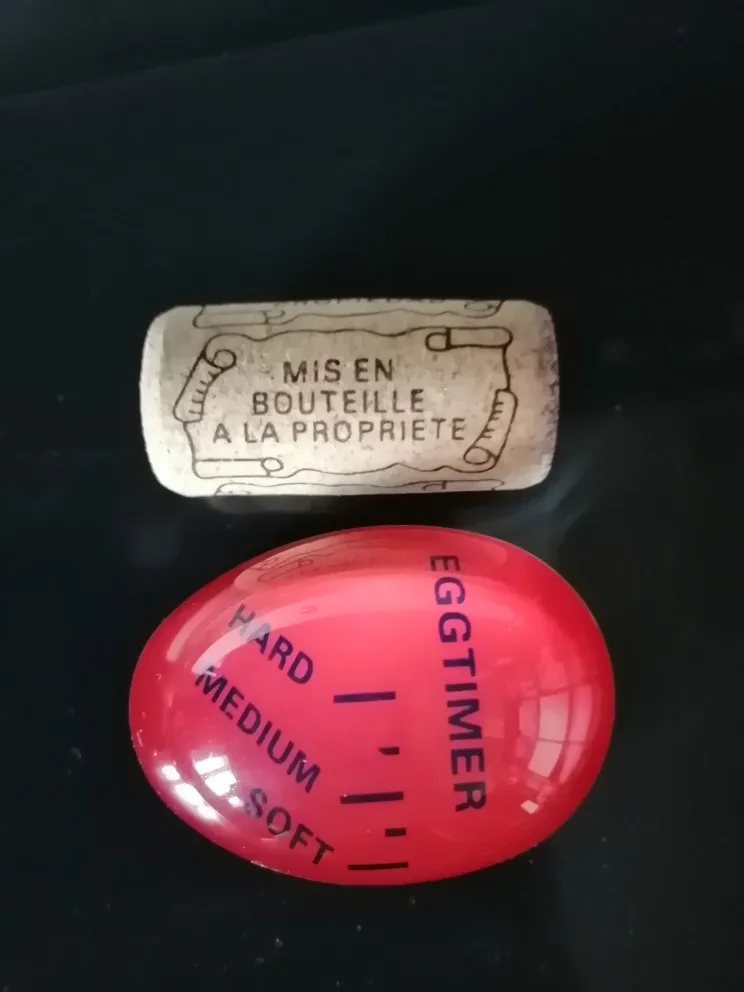 MIS EN
BOUTEILLE
A LA PROPRIETE
EGGTIMER
HARD
MEDIUM
SOFT